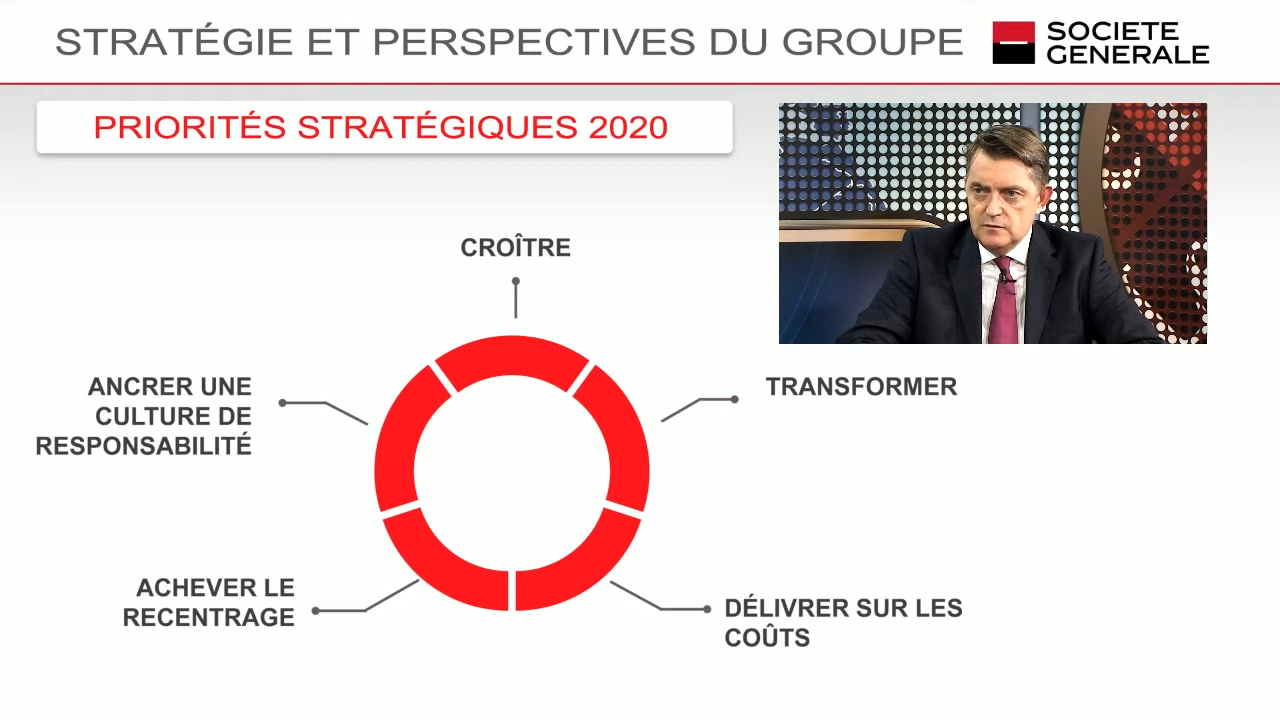 STRATÉGIE ET PERSPECTIVES DU GROUPE
SOCIETE
GENERALE
PRIORITÉS STRATÉGIQUES 2020
CROÎTRE
ANCRER UNE
CULTURE DE
RESPONSABILITÉ
TRANSFORMER
ACHEVER LE
RECENTRAGE
DÉLIVRER SUR LES
COÛTS